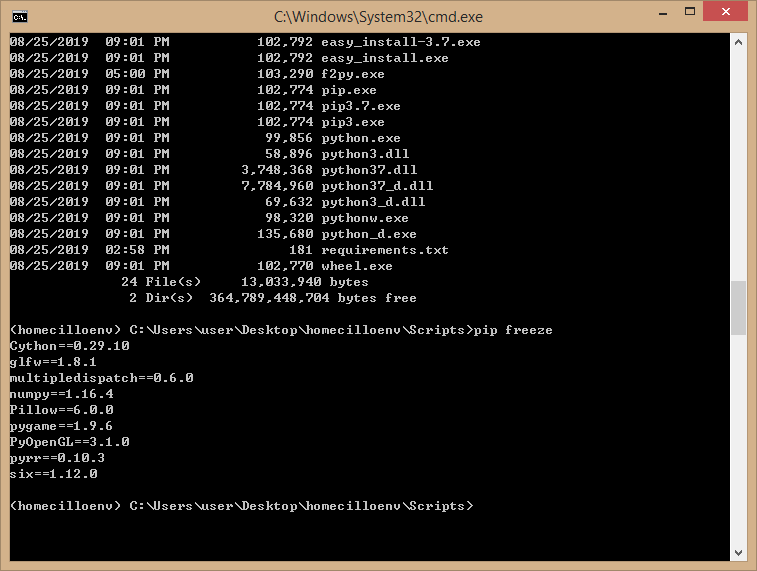 C:\Windows\System32\cmd.exe
08/25/2019  09:01 PM           102,792 easy_install-3.7.exe
08/25/2019  09:01 PM           102,792 easy_install.exe
08/25/2019  05:00 PM           103,290 f2py.exe
08/25/2019  09:01 PM           102,774 pip.exe
08/25/2019  09:01 PM           102,774 pip3.7.exe
08/25/2019  09:01 PM           102,774 pip3.exe
08/25/2019  09:01 PM            99,856 python.exe
08/25/2019  09:01 PM            58,896 python3.dll
08/25/2019  09:01 PM         3,748,368 python37.dll
08/25/2019  09:01 PM         7,784,960 python37_d.dll
08/25/2019  09:01 PM            69,632 python3_d.dll
08/25/2019  09:01 PM            98,320 pythonw.exe
08/25/2019  09:01 PM           135,680 python_d.exe
08/25/2019  02:58 PM               181 requirements.txt
08/25/2019  09:01 PM           102,770 wheel.exe
              24 File(s)     13,033,940 bytes
               2 Dir(s)  364,789,448,704 bytes free
(homecilloenv) C:\Users\user\Desktop\homecilloenv\Scripts>pip freeze
Cython==0.29.10
glfw==1.8.1
multipledispatch==0.6.0
numpy==1.16.4
Pillow==6.0.0
pygame==1.9.6
PyOpenGL==3.1.0
pyrr==0.10.3
six==1.12.0
(homecilloenv) C:\Users\user\Desktop\homecilloenv\Scripts>